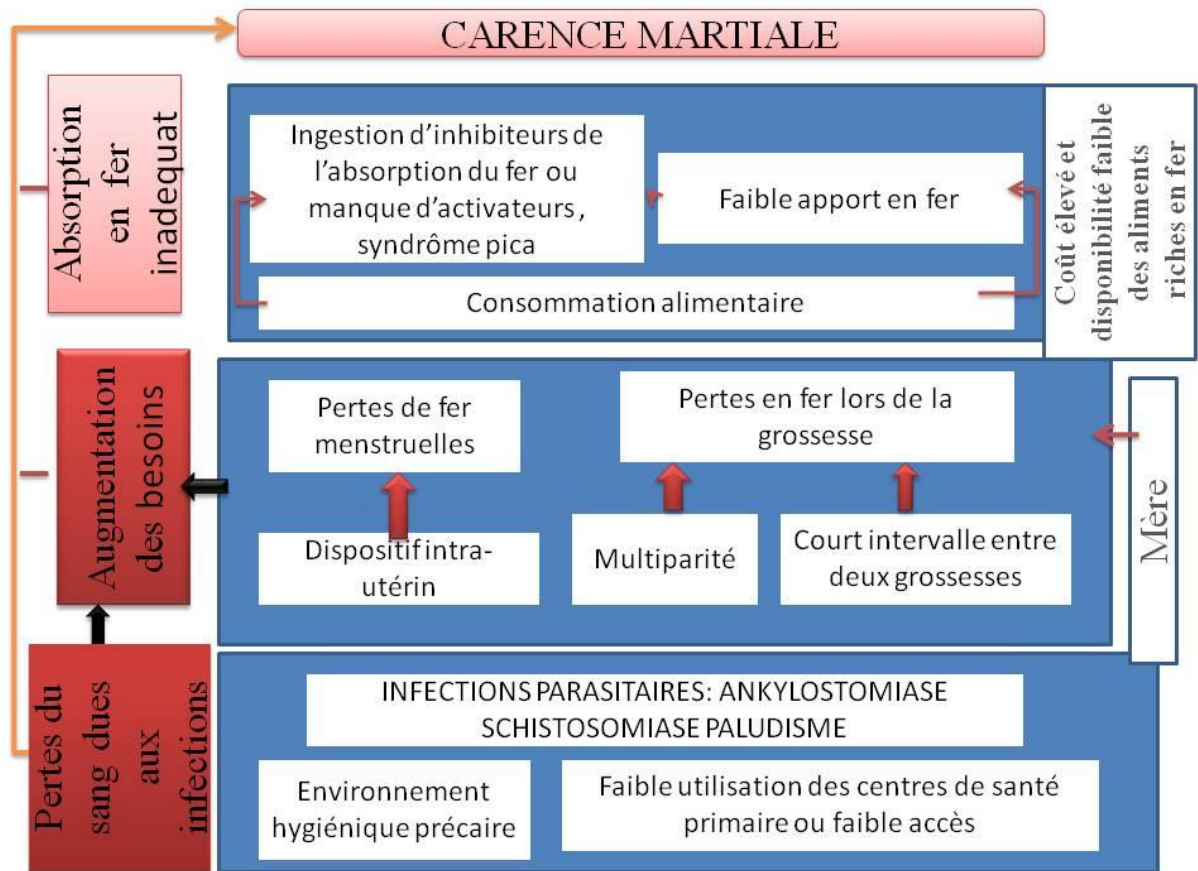 CARENCE MARTIALE
Absorption
en fer
inadequat
Ingestion d’inhibiteurs de
l’absorption du fer ou
manque d’activateurs ,
syndrôme pica
Faible apport en fer
Consommation alimentaire
Coût élevé et
disponibilité faible
des aliments
riches en fer
Augmentation
des besoins
Pertes de fer
menstruelles
Pertes en fer lors de la
grossesse
Dispositif intra-
utérin
Multiparité
Court intervalle entre
deux grossesses
Mère
Pertes du
sang dues
aux
infections
INFECTIONS PARASITAIRES: ANKYLOSTOMIASE
SCHISTOSOMIASE PALUDISME
Environnement
hygiénique précaire
Faible utilisation des centres de santé
primaire ou faible accès